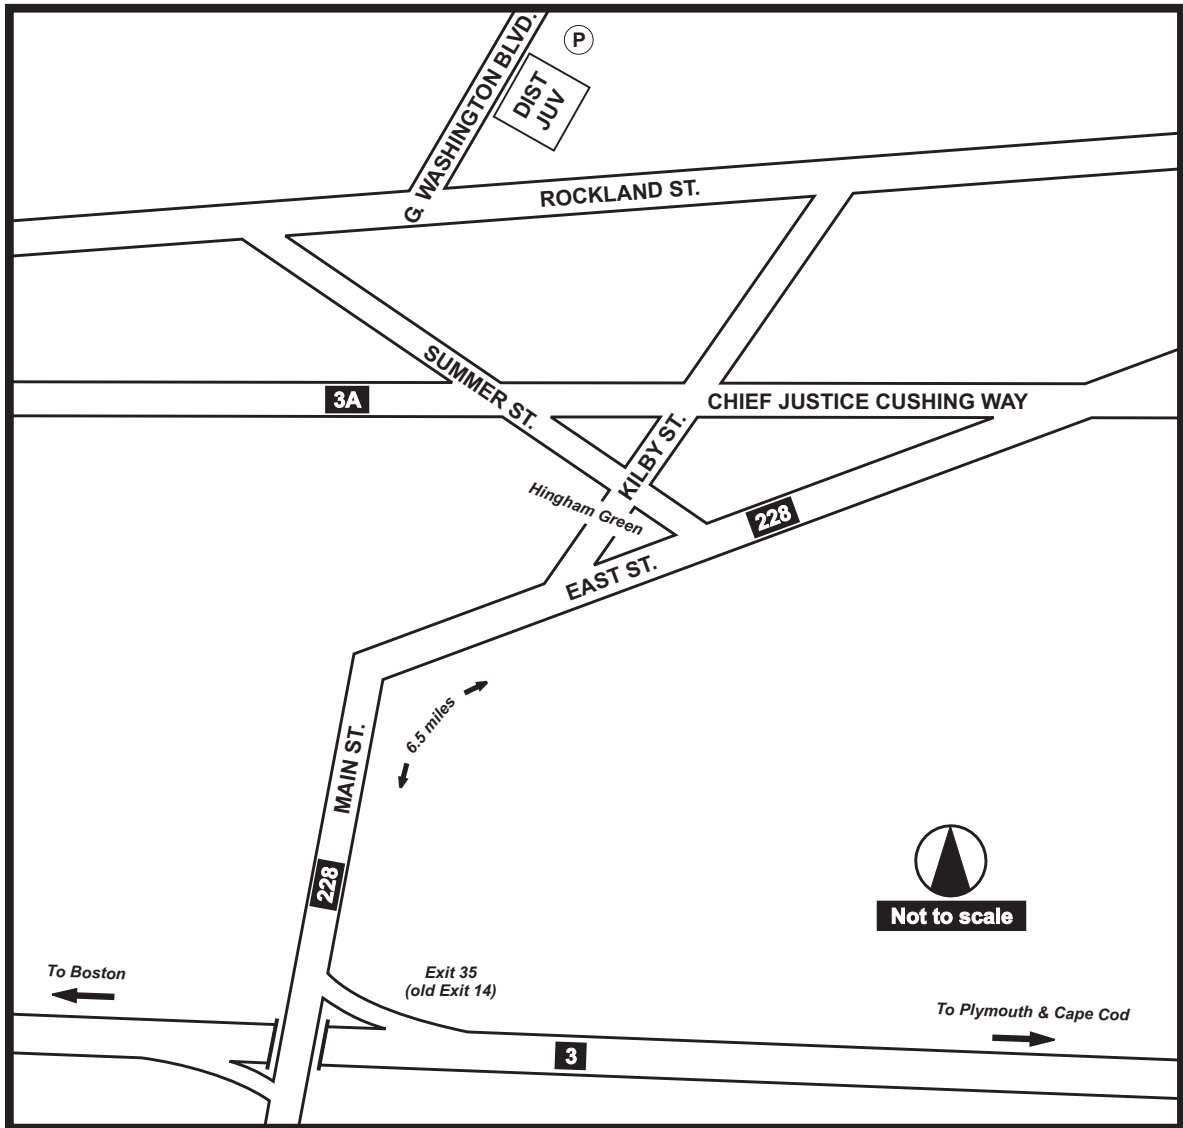 G. WASHINGTON BLVD.
P
DIST
JUV
ROCKLAND ST.
SUMMER ST.
3A
CHIEF JUSTICE CUSHING WAY
KILBY ST.
Hingham Green
228
EAST ST.
6.5 miles
MAIN ST.
228
Not to scale
To Boston
Exit 35
(old Exit 14)
To Plymouth & Cape Cod
3